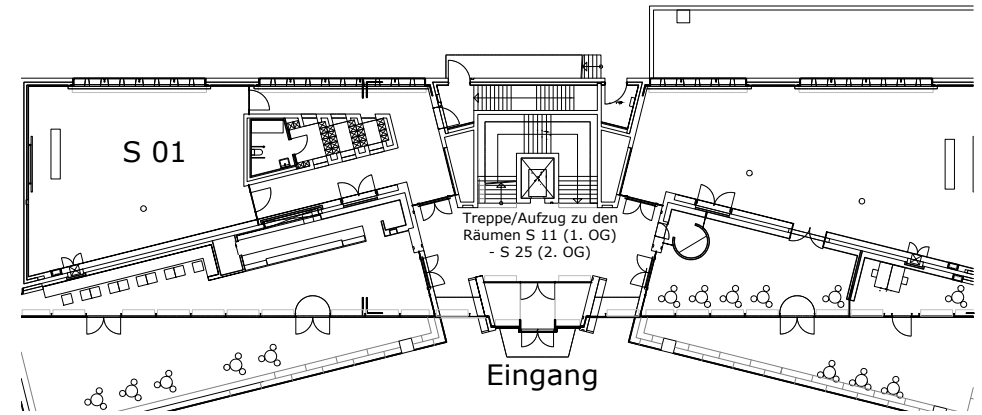 S 01
Treppe/Aufzug zu den
Räumen S 11 (1. OG)
- S 25 (2. OG)
Eingang